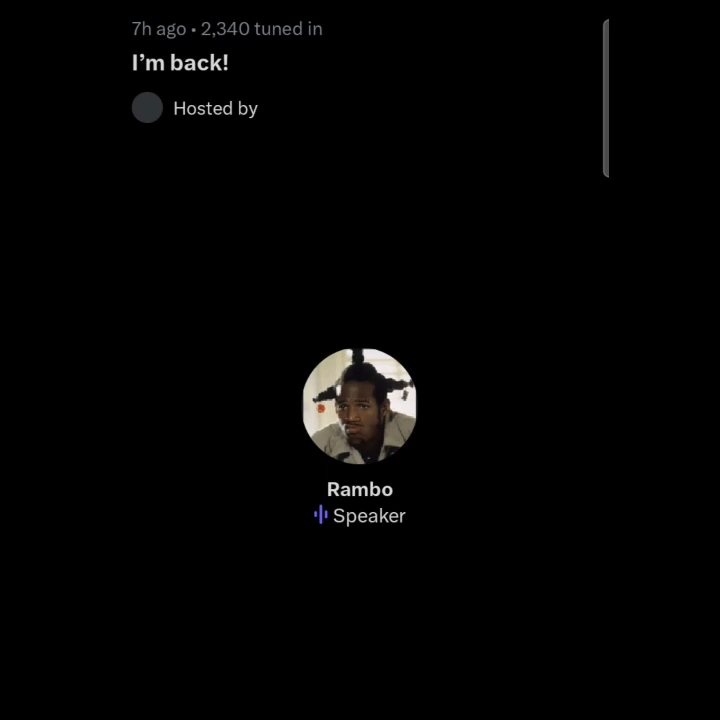 7h ago • 2,340 tuned in
I’m back!
Hosted by
Rambo
Speaker